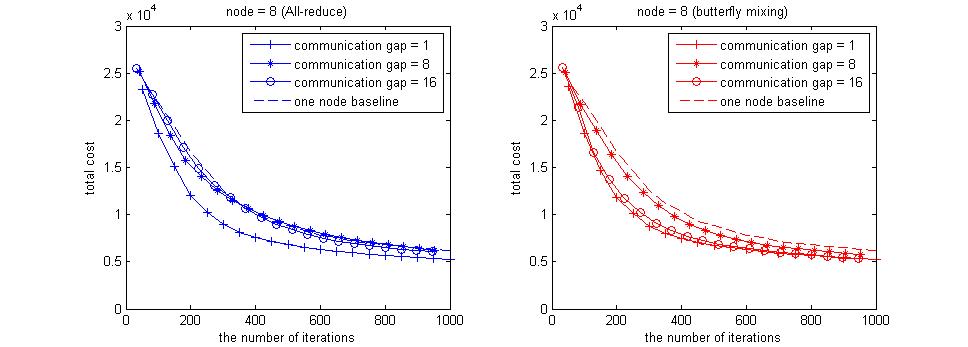 node = 8 (All-reduce)
x 10^4
3
2.5
2
1.5
1
0.5
0
total cost
communication gap = 1
communication gap = 8
communication gap = 16
one node baseline
0 200 400 600 800 1000
the number of iterations
node = 8 (butterfly mixing)
x 10^4
3
2.5
2
1.5
1
0.5
0
total cost
communication gap = 1
communication gap = 8
communication gap = 16
one node baseline
0 200 400 600 800 1000
the number of iterations